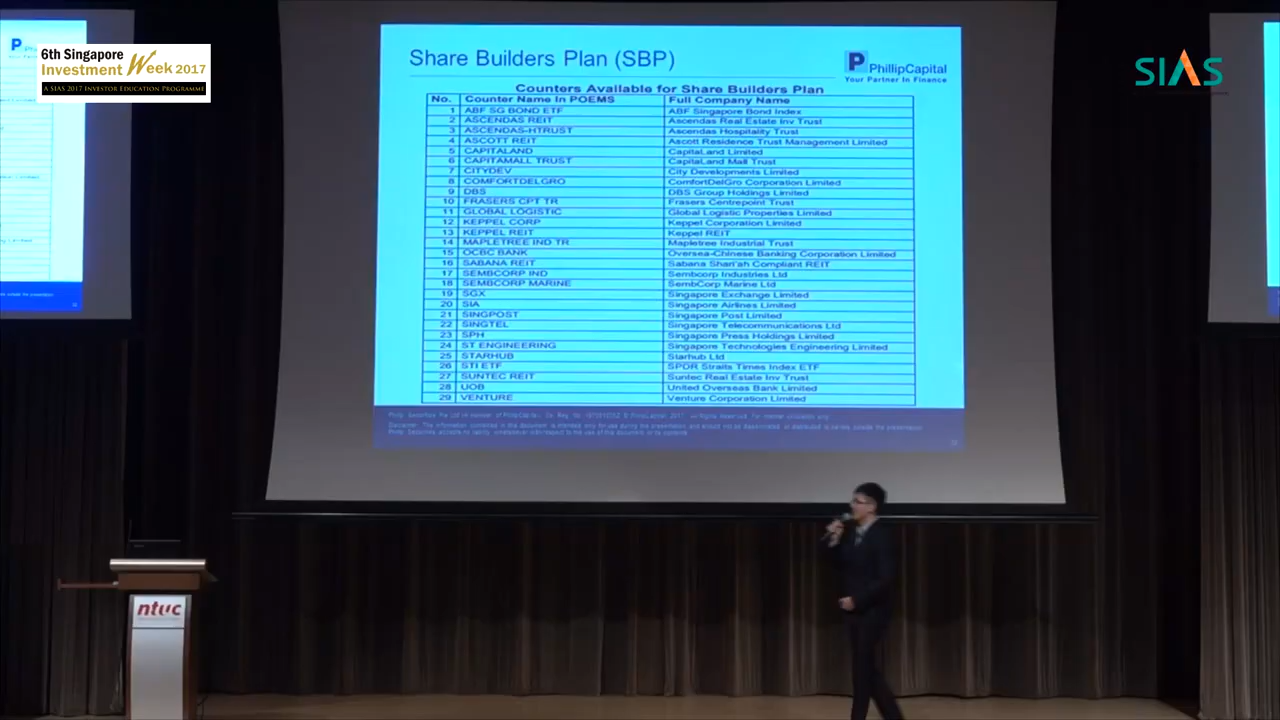 6th Singapore
Investment Week 2017
A SIAS 2017 INVESTOR EDUCATION PROGRAMME
SIAS
Share Builders Plan (SBP)
PhillipCapital
Your Partner In Finance
Counters Available for Share Builders Plan
No. Counter Name In POEMS Full Company Name
1 ABF SG BOND ETF ABF Singapore Bond Index
2 ASCENDAS REIT Ascendas Real Estate Inv Trust
3 ASCENDAS-HTRUST Ascendas Hospitality Trust
4 ASCOTT REIT Ascott Residence Trust Management Limited
5 CAPITALAND CapitaLand Limited
6 CAPITAMALL TRUST CapitaLand Mall Trust
7 CITYDEV City Developments Limited
8 COMFORTDELGRO ComfortDelGro Corporation Limited
9 DBS DBS Group Holdings Limited
10 FRASERS CPT TR Frasers Centrepoint Trust
11 GLOBAL LOGISTIC Global Logistic Properties Limited
12 KEPPEL CORP Keppel Corporation Limited
13 KEPPEL REIT Keppel REIT
14 MAPLETREE IND TR Mapletree Industrial Trust
15 OCBC BANK Oversea-Chinese Banking Corporation Limited
16 SABANA REIT Sabana Shari'ah Compliant REIT
17 SEMBCORP IND Sembcorp Industries Ltd
18 SEMBCORP MARINE SembCorp Marine Ltd
19 SGX Singapore Exchange Limited
20 SIA Singapore Airlines Limited
21 SINGPOST Singapore Post Limited
22 SINGTEL Singapore Telecommunications Ltd
23 SPH Singapore Press Holdings Limited
24 ST ENGINEERING Singapore Technologies Engineering Limited
25 STARHUB Starhub Ltd
26 STI ETF SPDR Straits Times Index ETF
27 SUNTEC REIT Suntec Real Estate Inv Trust
28 UOB United Overseas Bank Limited
29 VENTURE Venture Corporation Limited
ntuc